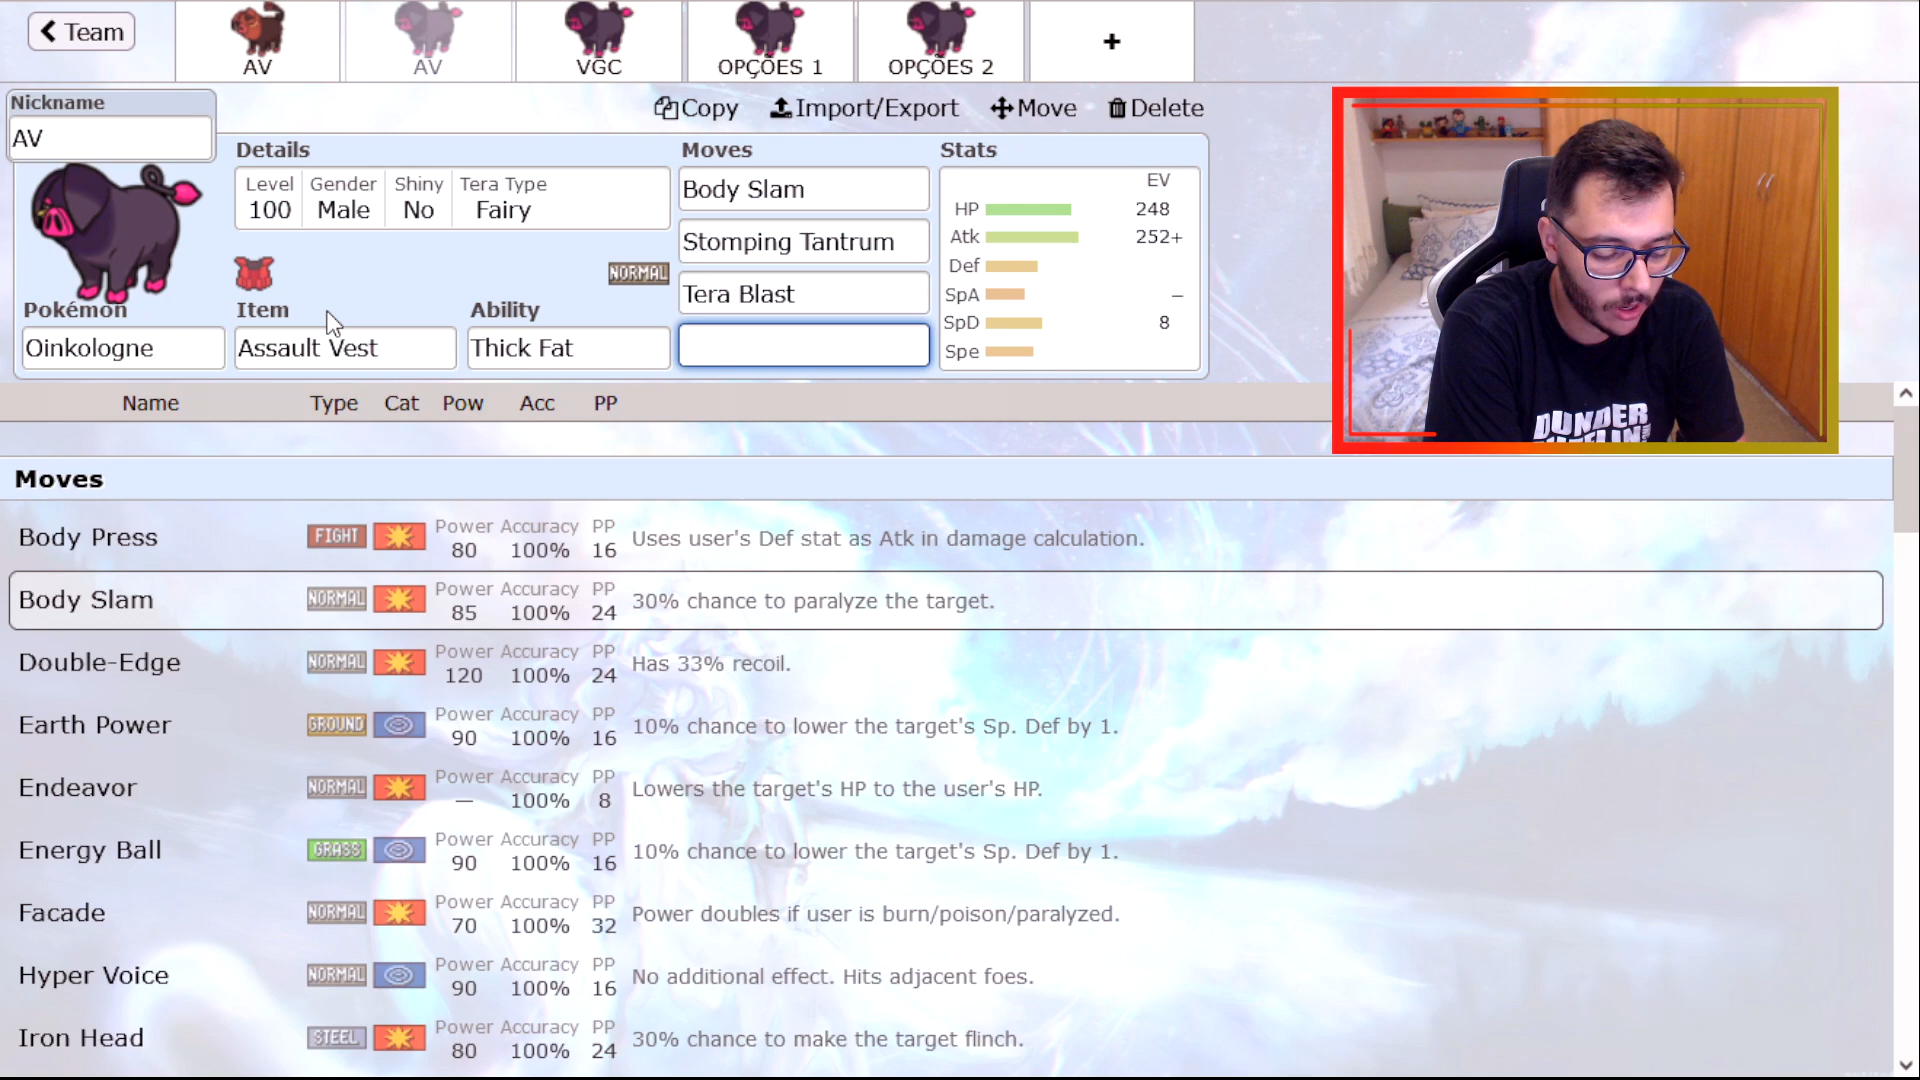 Team
AV
AV
VGC
OPÇÕES 1
OPÇÕES 2
+
Nickname
AV
Copy
Import/Export
Move
Delete
Details
Level
100
Gender
Male
Shiny
No
Tera Type
Fairy
NORMAL
Pokémon
Oinkologne
Item
Assault Vest
Ability
Thick Fat
Moves
Body Slam
Stomping Tantrum
Tera Blast
Stats
EV
HP 248
Atk 252+
Def
SpA –
SpD 8
Spe
DUNDER
Name Type Cat Pow Acc PP
Moves
Body Press FIGHT Power 80 Accuracy 100% PP 16 Uses user's Def stat as Atk in damage calculation.
Body Slam NORMAL Power 85 Accuracy 100% PP 24 30% chance to paralyze the target.
Double-Edge NORMAL Power 120 Accuracy 100% PP 24 Has 33% recoil.
Earth Power GROUND Power 90 Accuracy 100% PP 16 10% chance to lower the target's Sp. Def by 1.
Endeavor NORMAL Power — Accuracy 100% PP 8 Lowers the target's HP to the user's HP.
Energy Ball GRASS Power 90 Accuracy 100% PP 16 10% chance to lower the target's Sp. Def by 1.
Facade NORMAL Power 70 Accuracy 100% PP 32 Power doubles if user is burn/poison/paralyzed.
Hyper Voice NORMAL Power 90 Accuracy 100% PP 16 No additional effect. Hits adjacent foes.
Iron Head STEEL Power 80 Accuracy 100% PP 24 30% chance to make the target flinch.